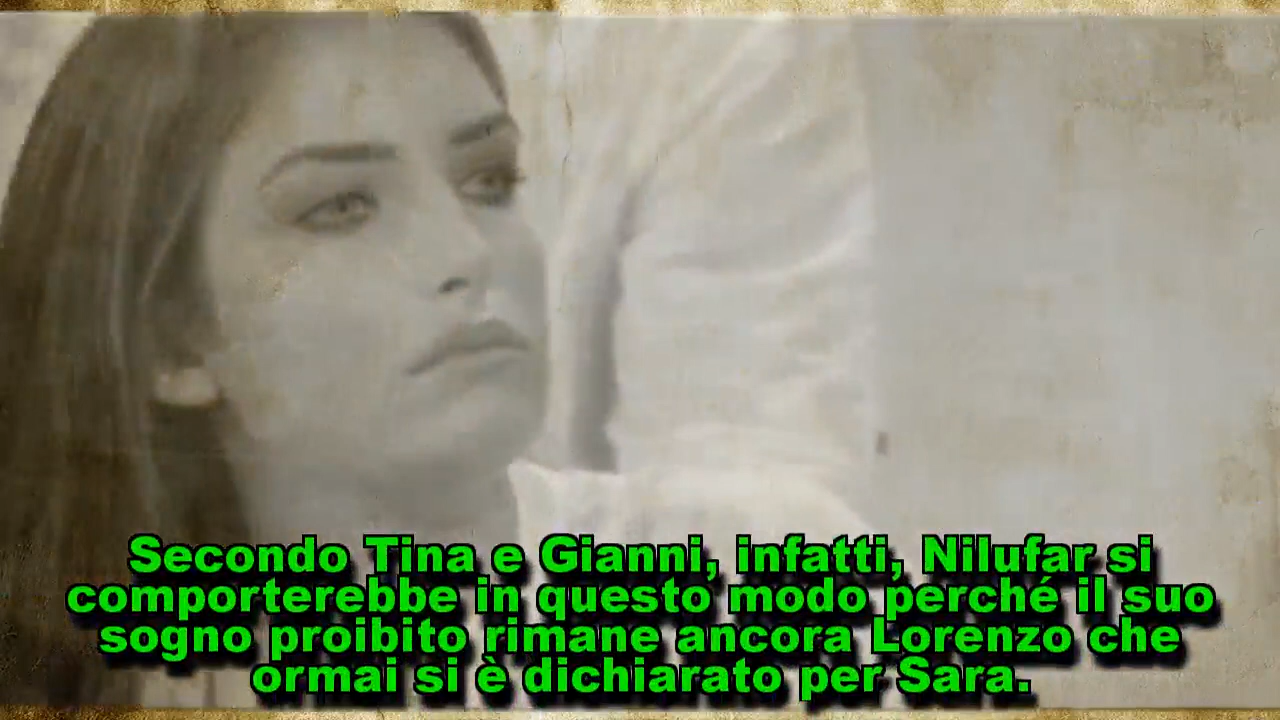 Secondo Tina e Gianni, infatti, Nilufar si
comporterebbe in questo modo perché il suo
sogno proibito rimane ancora Lorenzo che
ormai si è dichiarato per Sara.